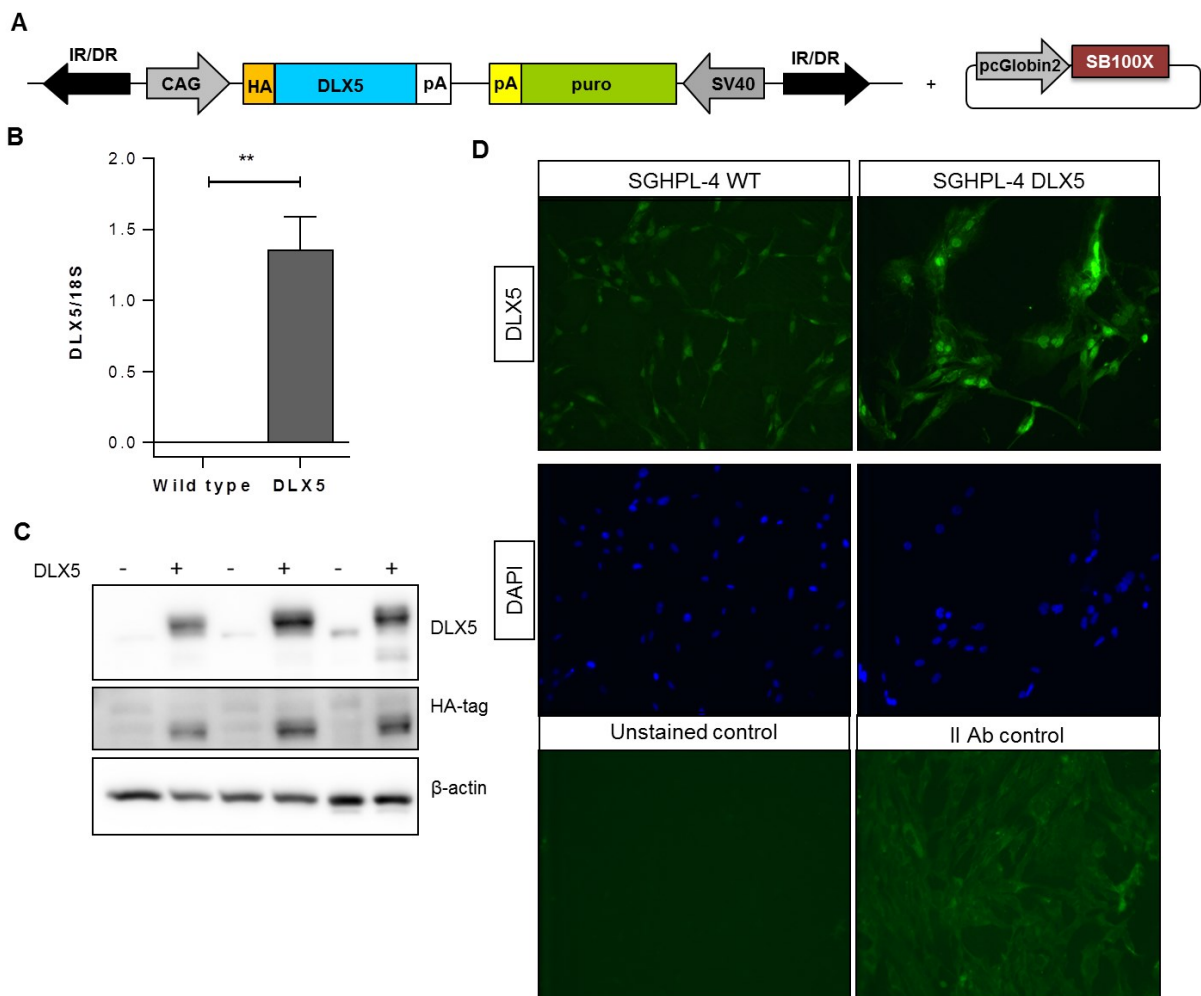 A
IR/DR
CAG
HA
DLX5
pA
pA
puro
SV40
IR/DR
+
pcGlobin2
SB100X
B
2.0
**
1.5
1.0
0.5
0.0
DLX5/18S
Wild type
DLX5
C
DLX5 - + - + - +
DLX5
HA-tag
β-actin
D
SGHPL-4 WT
SGHPL-4 DLX5
DLX5
DAPI
Unstained control
II Ab control